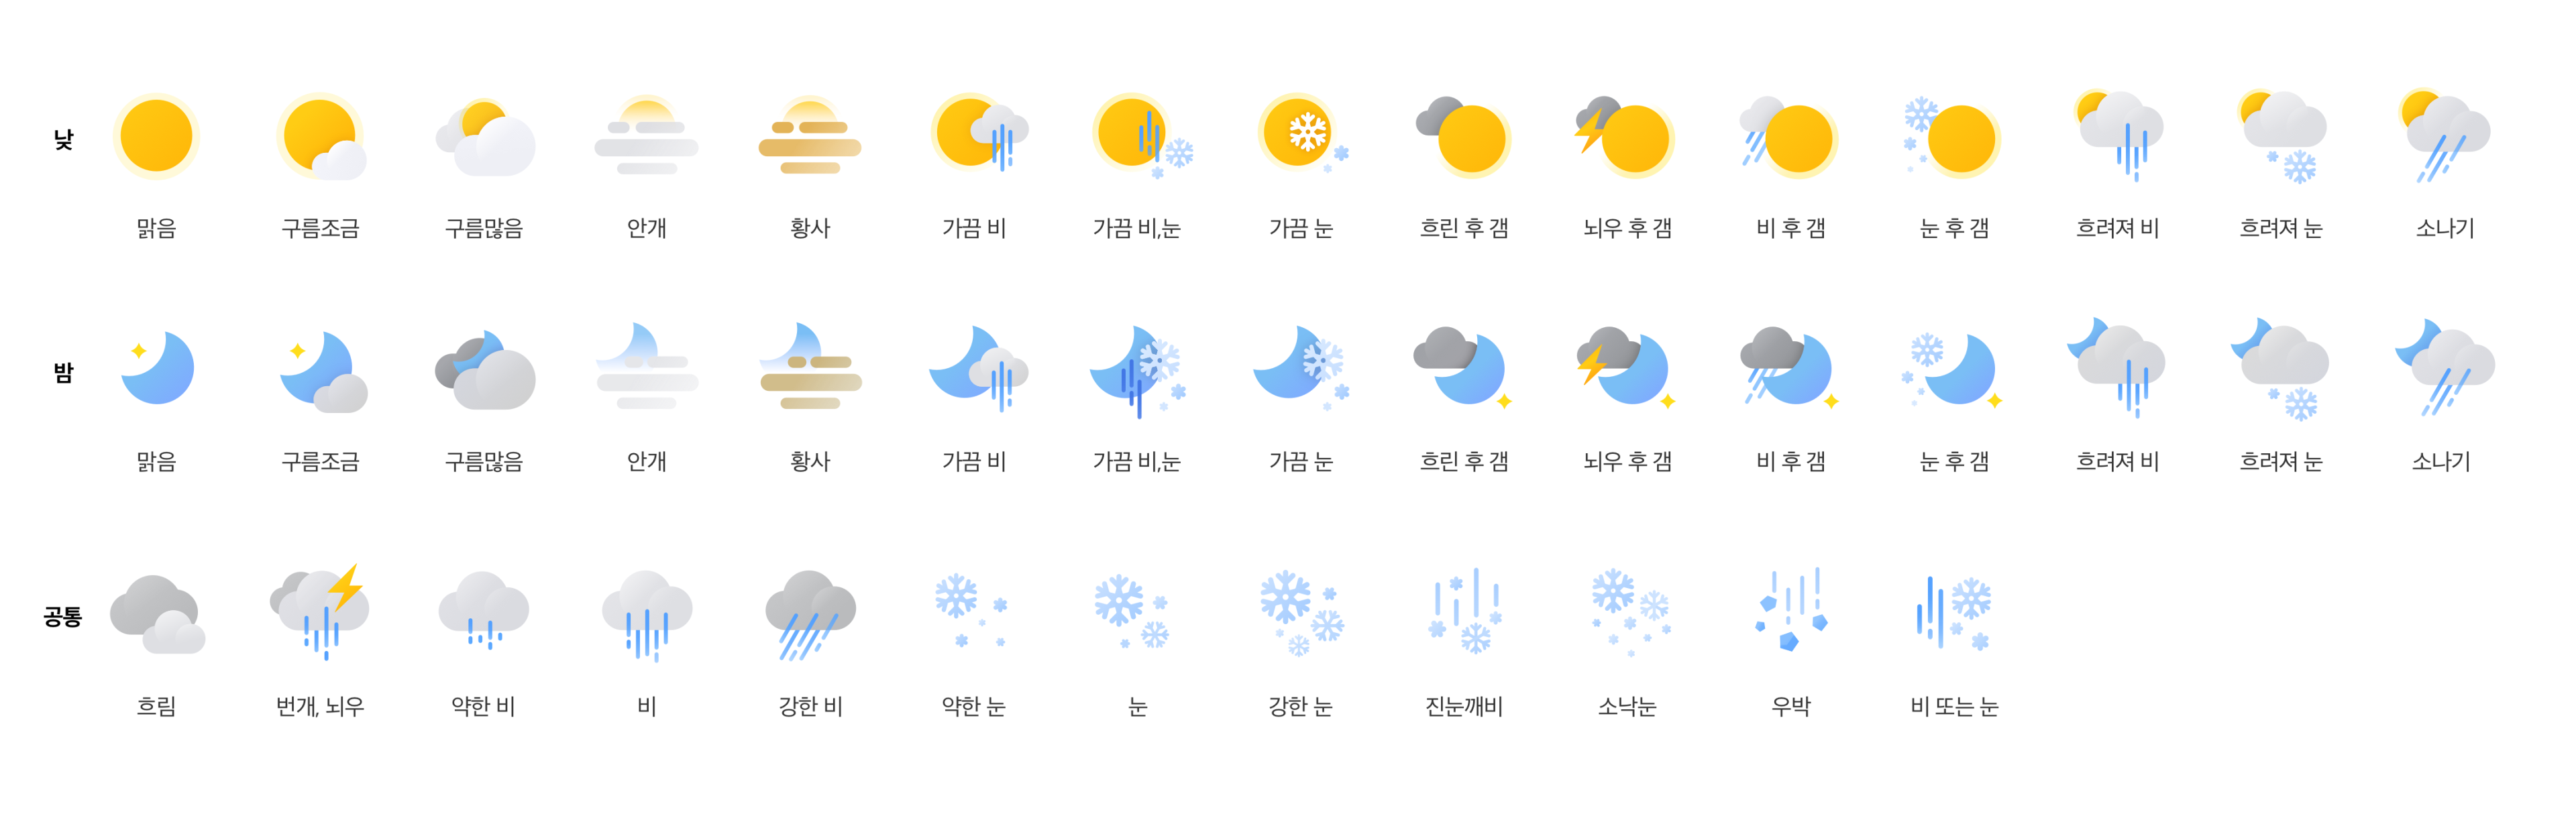 낮
맑음 구름조금 구름많음 안개 황사 가끔 비 가끔 비,눈 가끔 눈 흐린 후 갬 뇌우 후 갬 비 후 갬 눈 후 갬 흐려져 비 흐려져 눈 소나기
밤
맑음 구름조금 구름많음 안개 황사 가끔 비 가끔 비,눈 가끔 눈 흐린 후 갬 뇌우 후 갬 비 후 갬 눈 후 갬 흐려져 비 흐려져 눈 소나기
공통
흐림 번개, 뇌우 약한 비 비 강한 비 약한 눈 눈 강한 눈 진눈깨비 소낙눈 우박 비 또는 눈